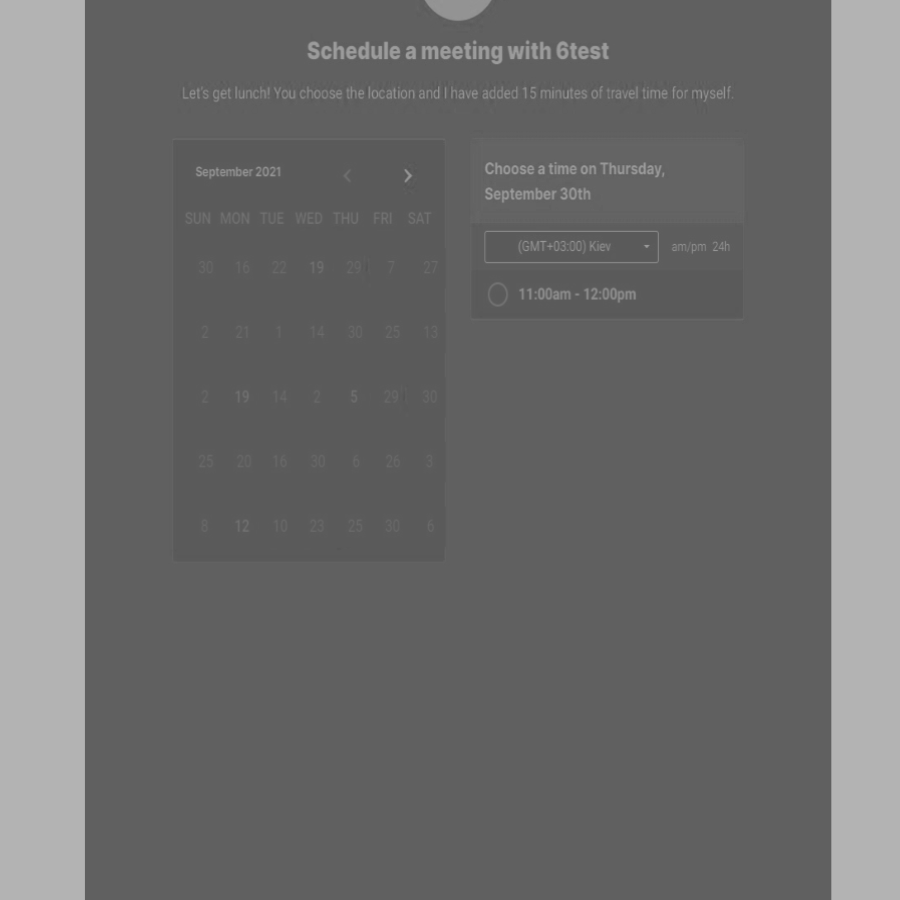 Schedule a meeting with 6test
Let's get lunch! You choose the location and I have added 15 minutes of travel time for myself.
September 2021
SUN MON TUE WED THU FRI SAT
30 16 22 19 29 7 27
2 21 1 14 30 25 13
2 19 14 2 5 29 30
25 20 16 30 6 26 3
8 12 10 23 25 30 6
Choose a time on Thursday,
September 30th
(GMT+03:00) Kiev am/pm 24h
11:00am - 12:00pm